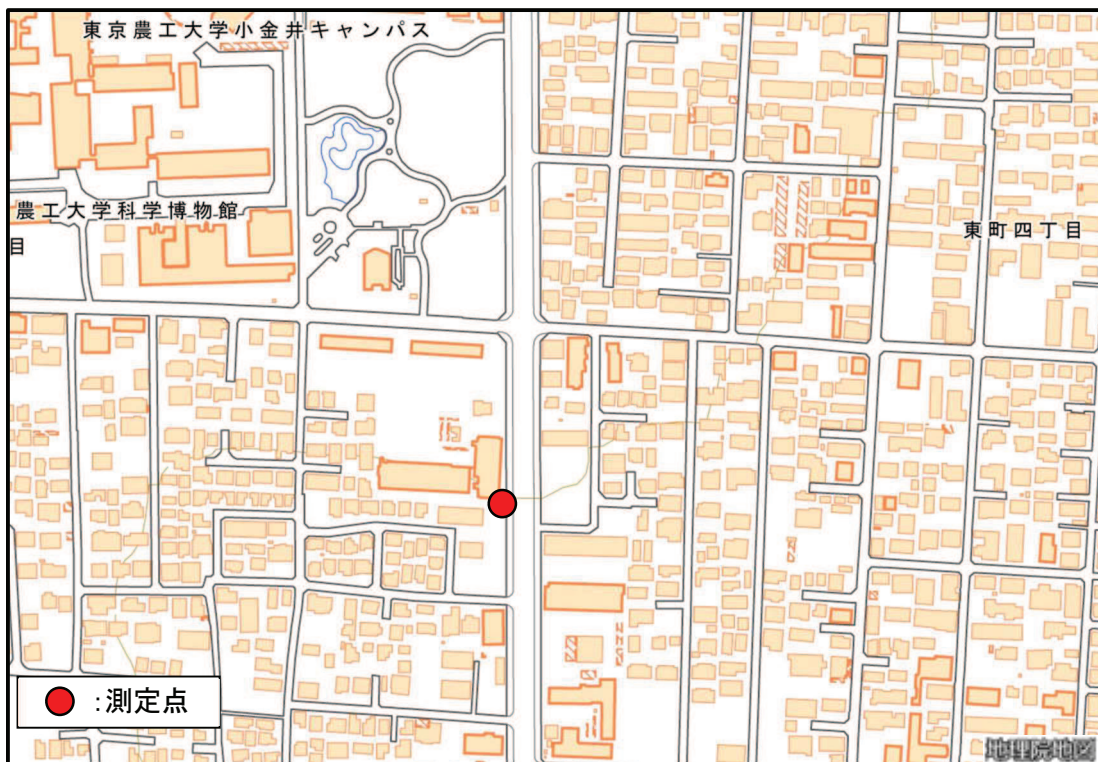 東京農工大学小金井キャンパス
農工大学科学博物館
目
東町四丁目
:測定点
地理院地図